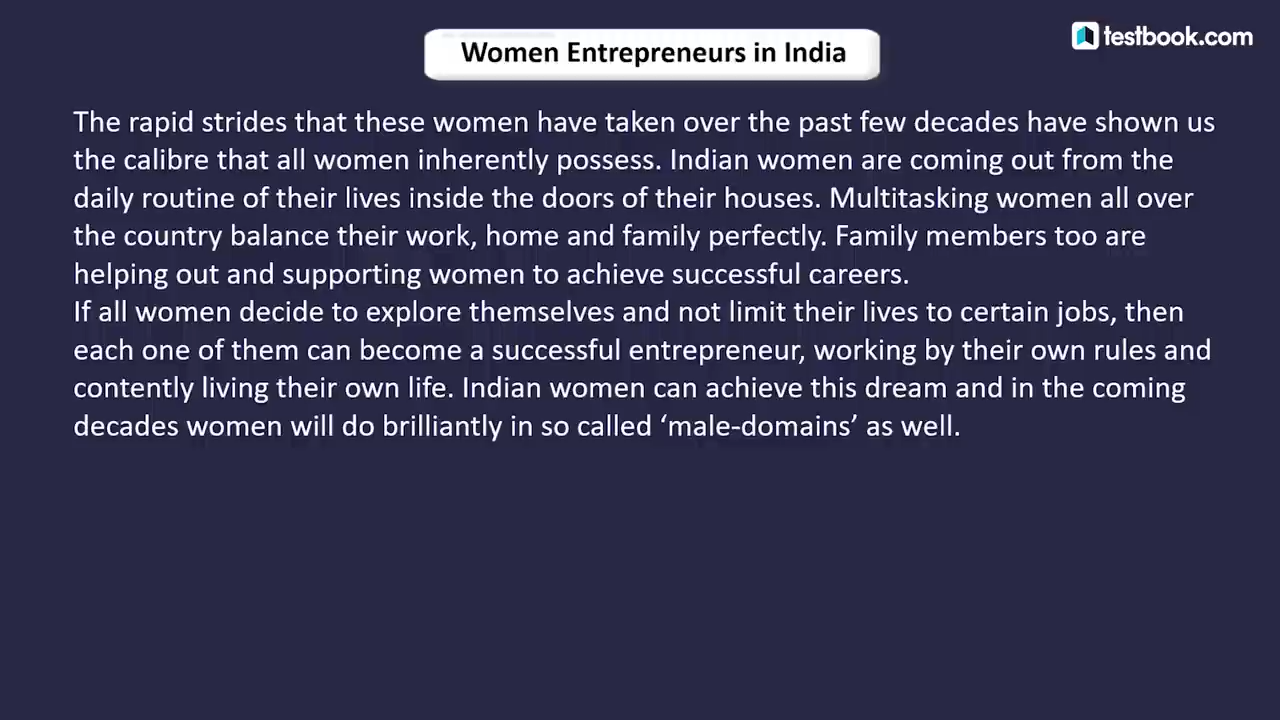 Women Entrepreneurs in India
testbook.com
The rapid strides that these women have taken over the past few decades have shown us
the calibre that all women inherently possess. Indian women are coming out from the
daily routine of their lives inside the doors of their houses. Multitasking women all over
the country balance their work, home and family perfectly. Family members too are
helping out and supporting women to achieve successful careers.
If all women decide to explore themselves and not limit their lives to certain jobs, then
each one of them can become a successful entrepreneur, working by their own rules and
contently living their own life. Indian women can achieve this dream and in the coming
decades women will do brilliantly in so called ‘male-domains’ as well.